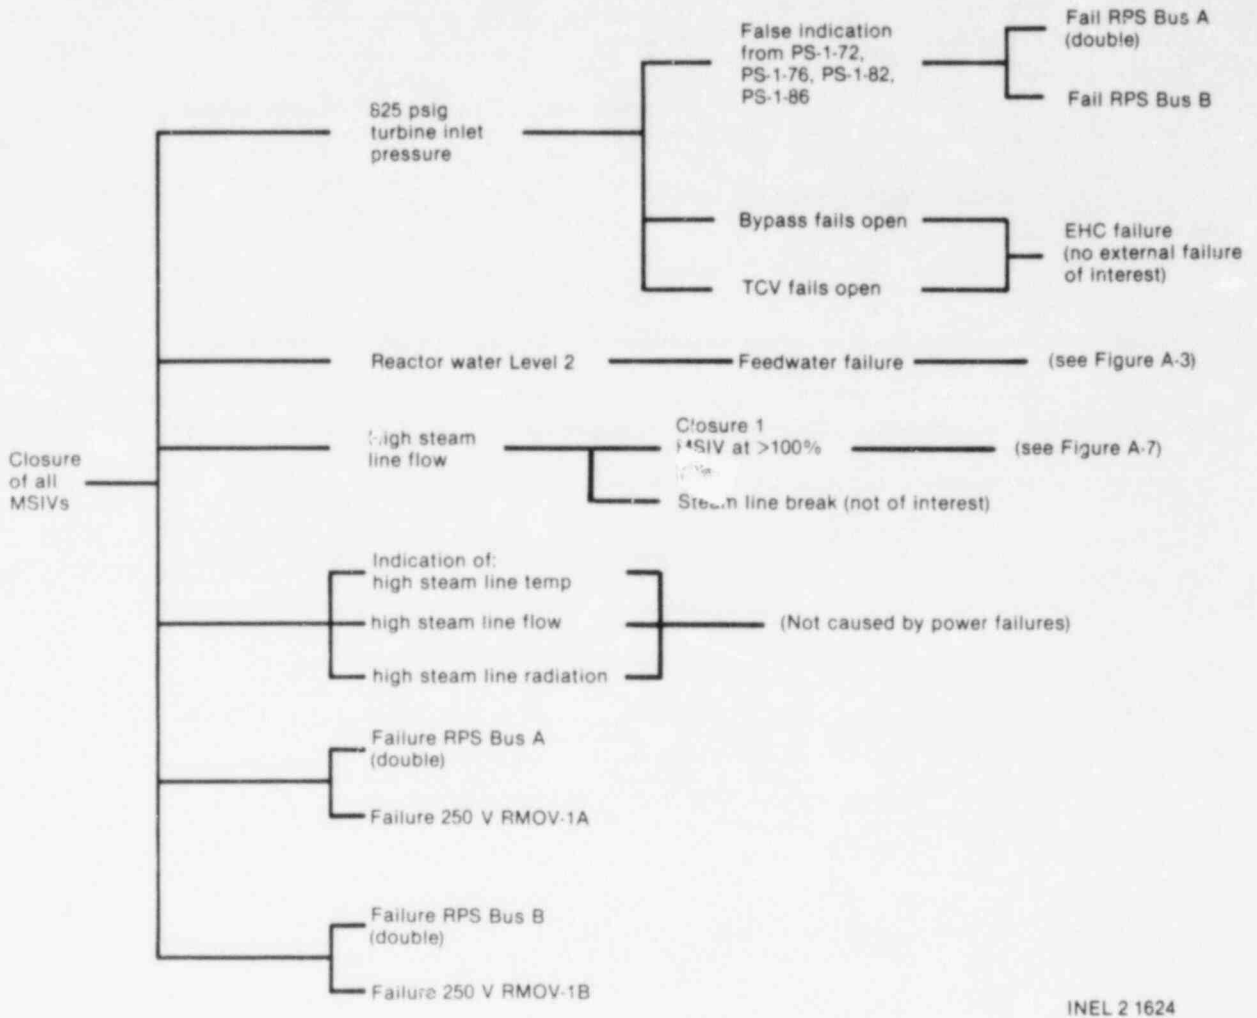 False indication
from PS-1-72,
PS-1-76, PS-1-82,
PS-1-86
Fail RPS Bus A
(double)
Fail RPS Bus B
825 psig
turbine inlet
pressure
Bypass fails open
TCV fails open
EHC failure
(no external failure
of interest)
Reactor water Level 2
Feedwater failure
(see Figure A-3)
Closure
of all
MSIVs
high steam
line flow
Closure 1
MSIV at >100%
(see Figure A-7)
Steam line break (not of interest)
Indication of:
high steam line temp
high steam line flow
high steam line radiation
(Not caused by power failures)
Failure RPS Bus A
(double)
Failure 250 V RMOV-1A
Failure RPS Bus B
(double)
Failure 250 V RMOV-1B
INEL 2 1624